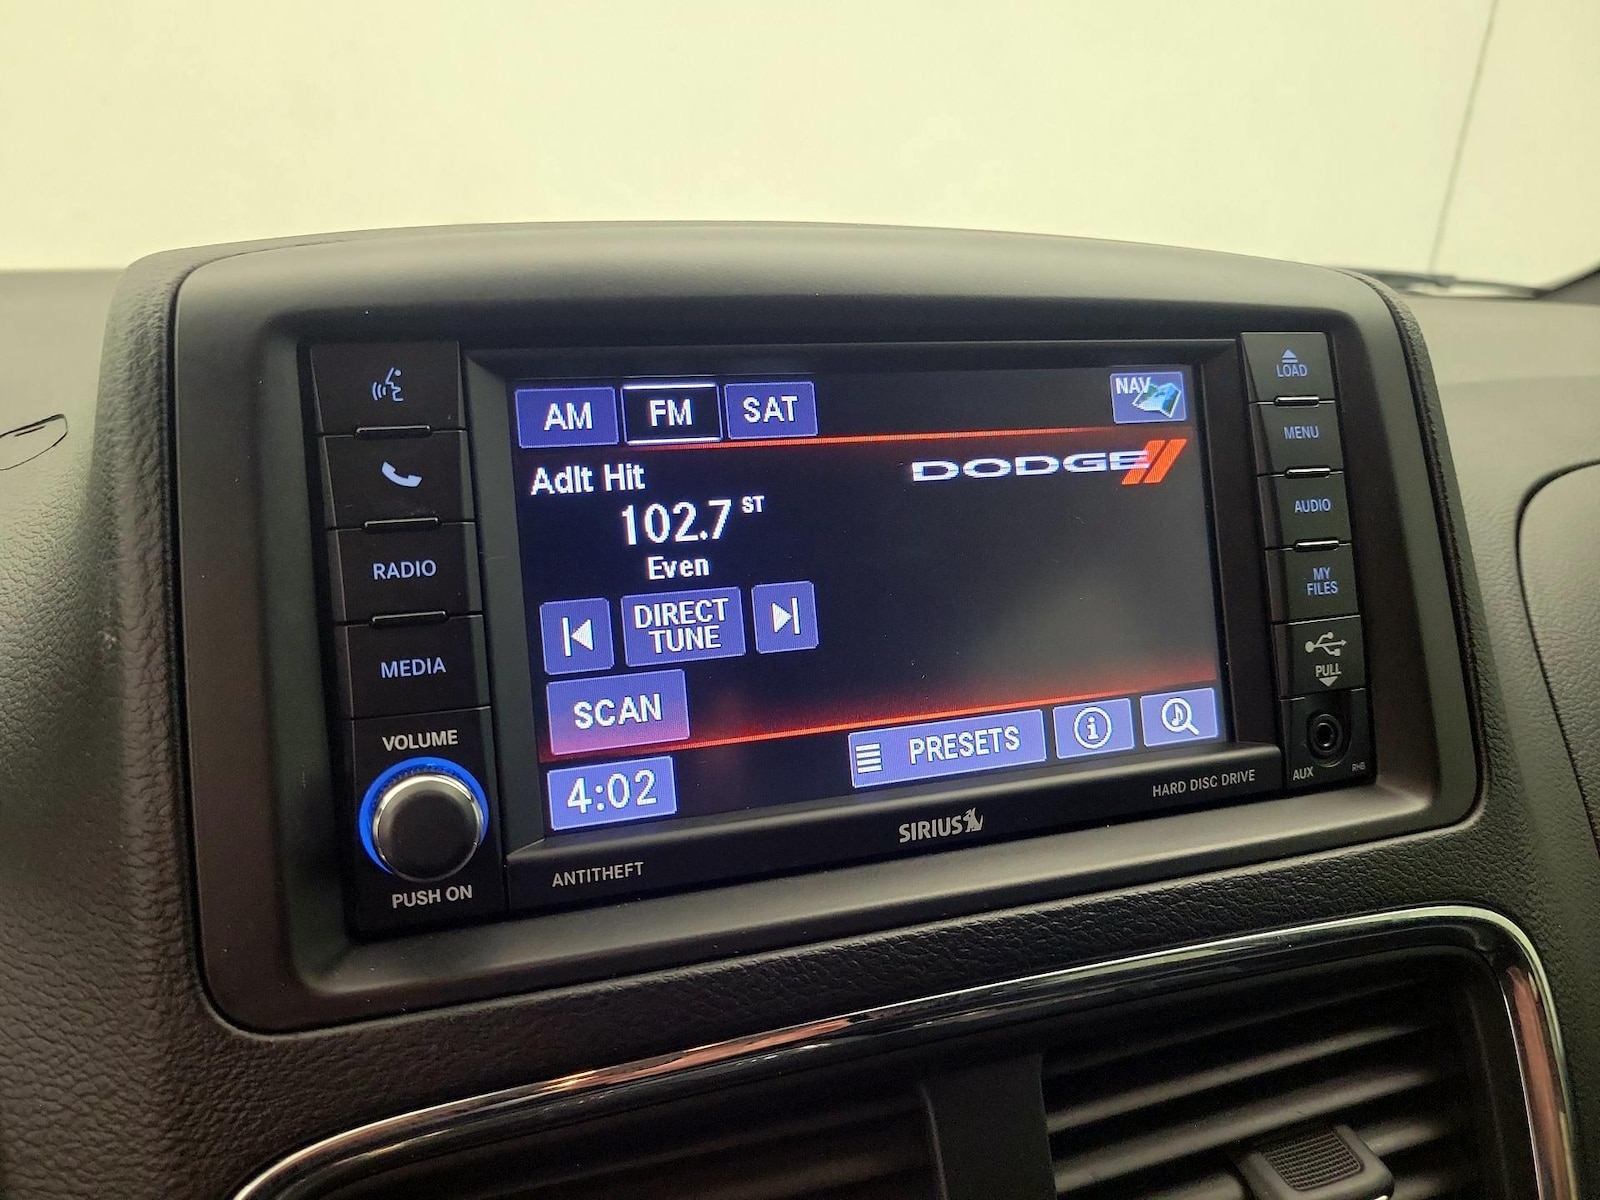 AM FM SAT NAV
DODGE
Adlt Hit
102.7 ST
Even
DIRECT
TUNE
SCAN
PRESETS
4:02
RADIO
MEDIA
VOLUME
PUSH ON
ANTITHEFT
SIRIUS
HARD DISC DRIVE
LOAD
MENU
AUDIO
MY
FILES
PULL
AUX
RHB